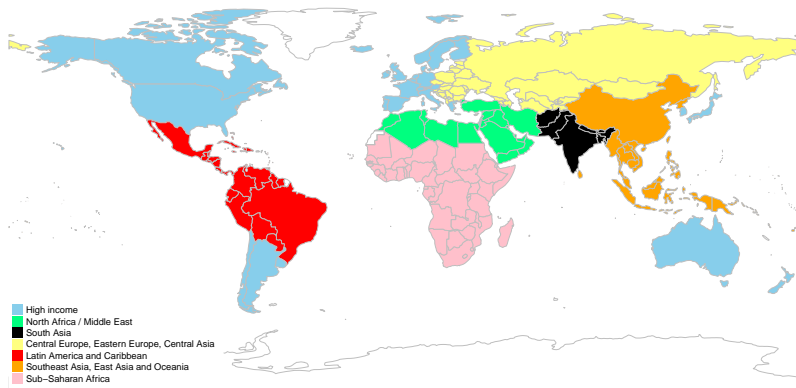 High income
North Africa / Middle East
South Asia
Central Europe, Eastern Europe, Central Asia
Latin America and Caribbean
Southeast Asia, East Asia and Oceania
Sub−Saharan Africa